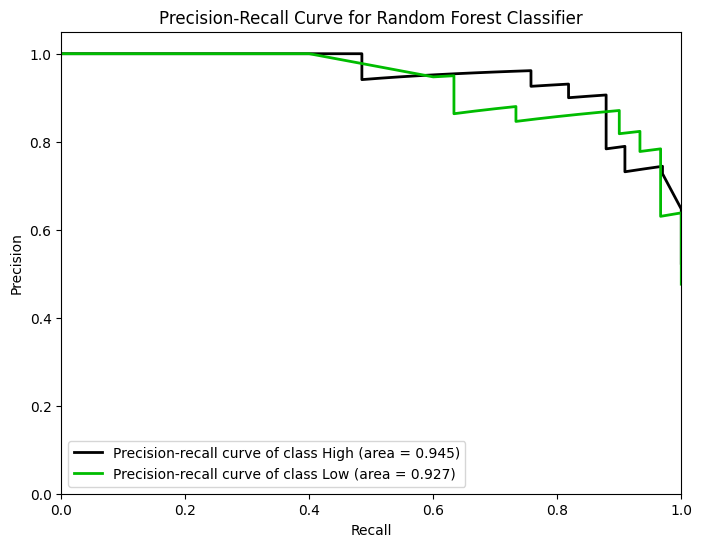 Precision-Recall Curve for Random Forest Classifier
1.0
0.8
0.6
0.4
0.2
0.0
Precision
Precision-recall curve of class High (area = 0.945)
Precision-recall curve of class Low (area = 0.927)
0.0 0.2 0.4 0.6 0.8 1.0
Recall